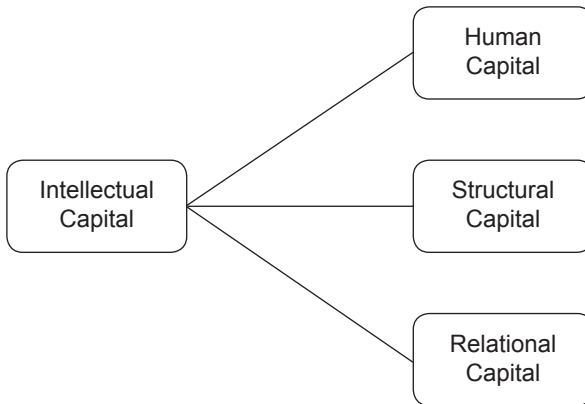 Human
Capital
Intellectual
Capital
Structural
Capital
Relational
Capital